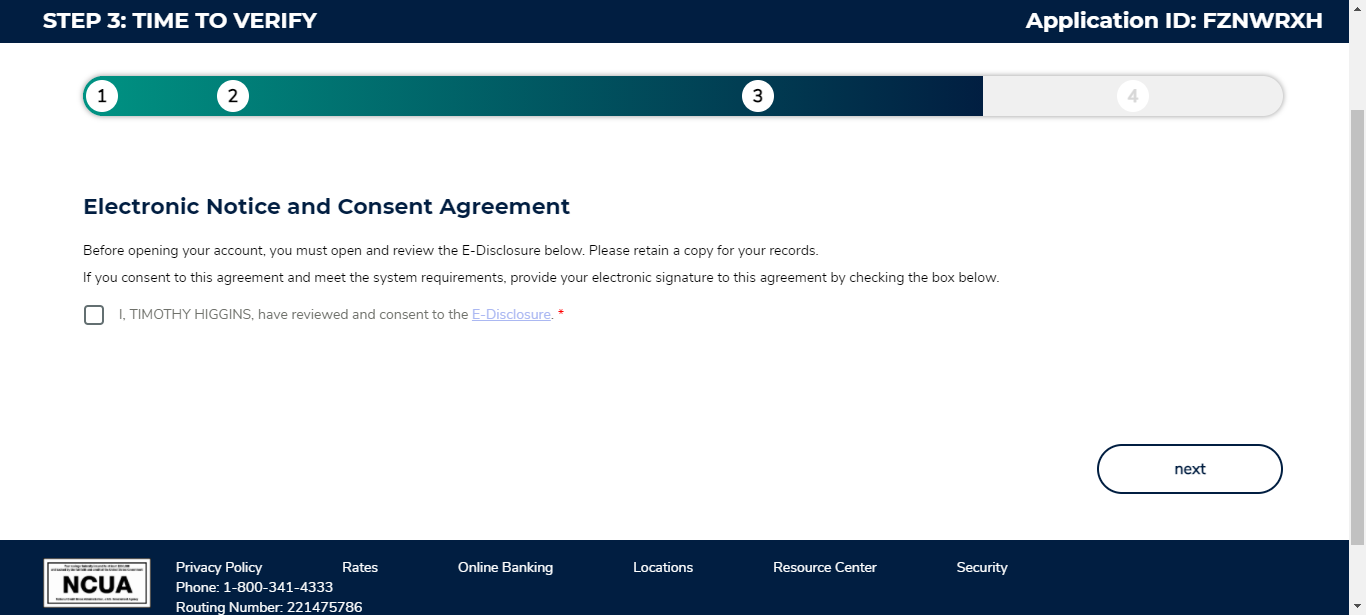 STEP 3: TIME TO VERIFY
Application ID: FZNWRXH
1
2
3
4
Electronic Notice and Consent Agreement
Before opening your account, you must open and review the E-Disclosure below. Please retain a copy for your records.
If you consent to this agreement and meet the system requirements, provide your electronic signature to this agreement by checking the box below.
I, TIMOTHY HIGGINS, have reviewed and consent to the E-Disclosure. *
next
NCUA
Privacy Policy
Rates
Online Banking
Locations
Resource Center
Security
Phone: 1-800-341-4333
Routing Number: 221475786